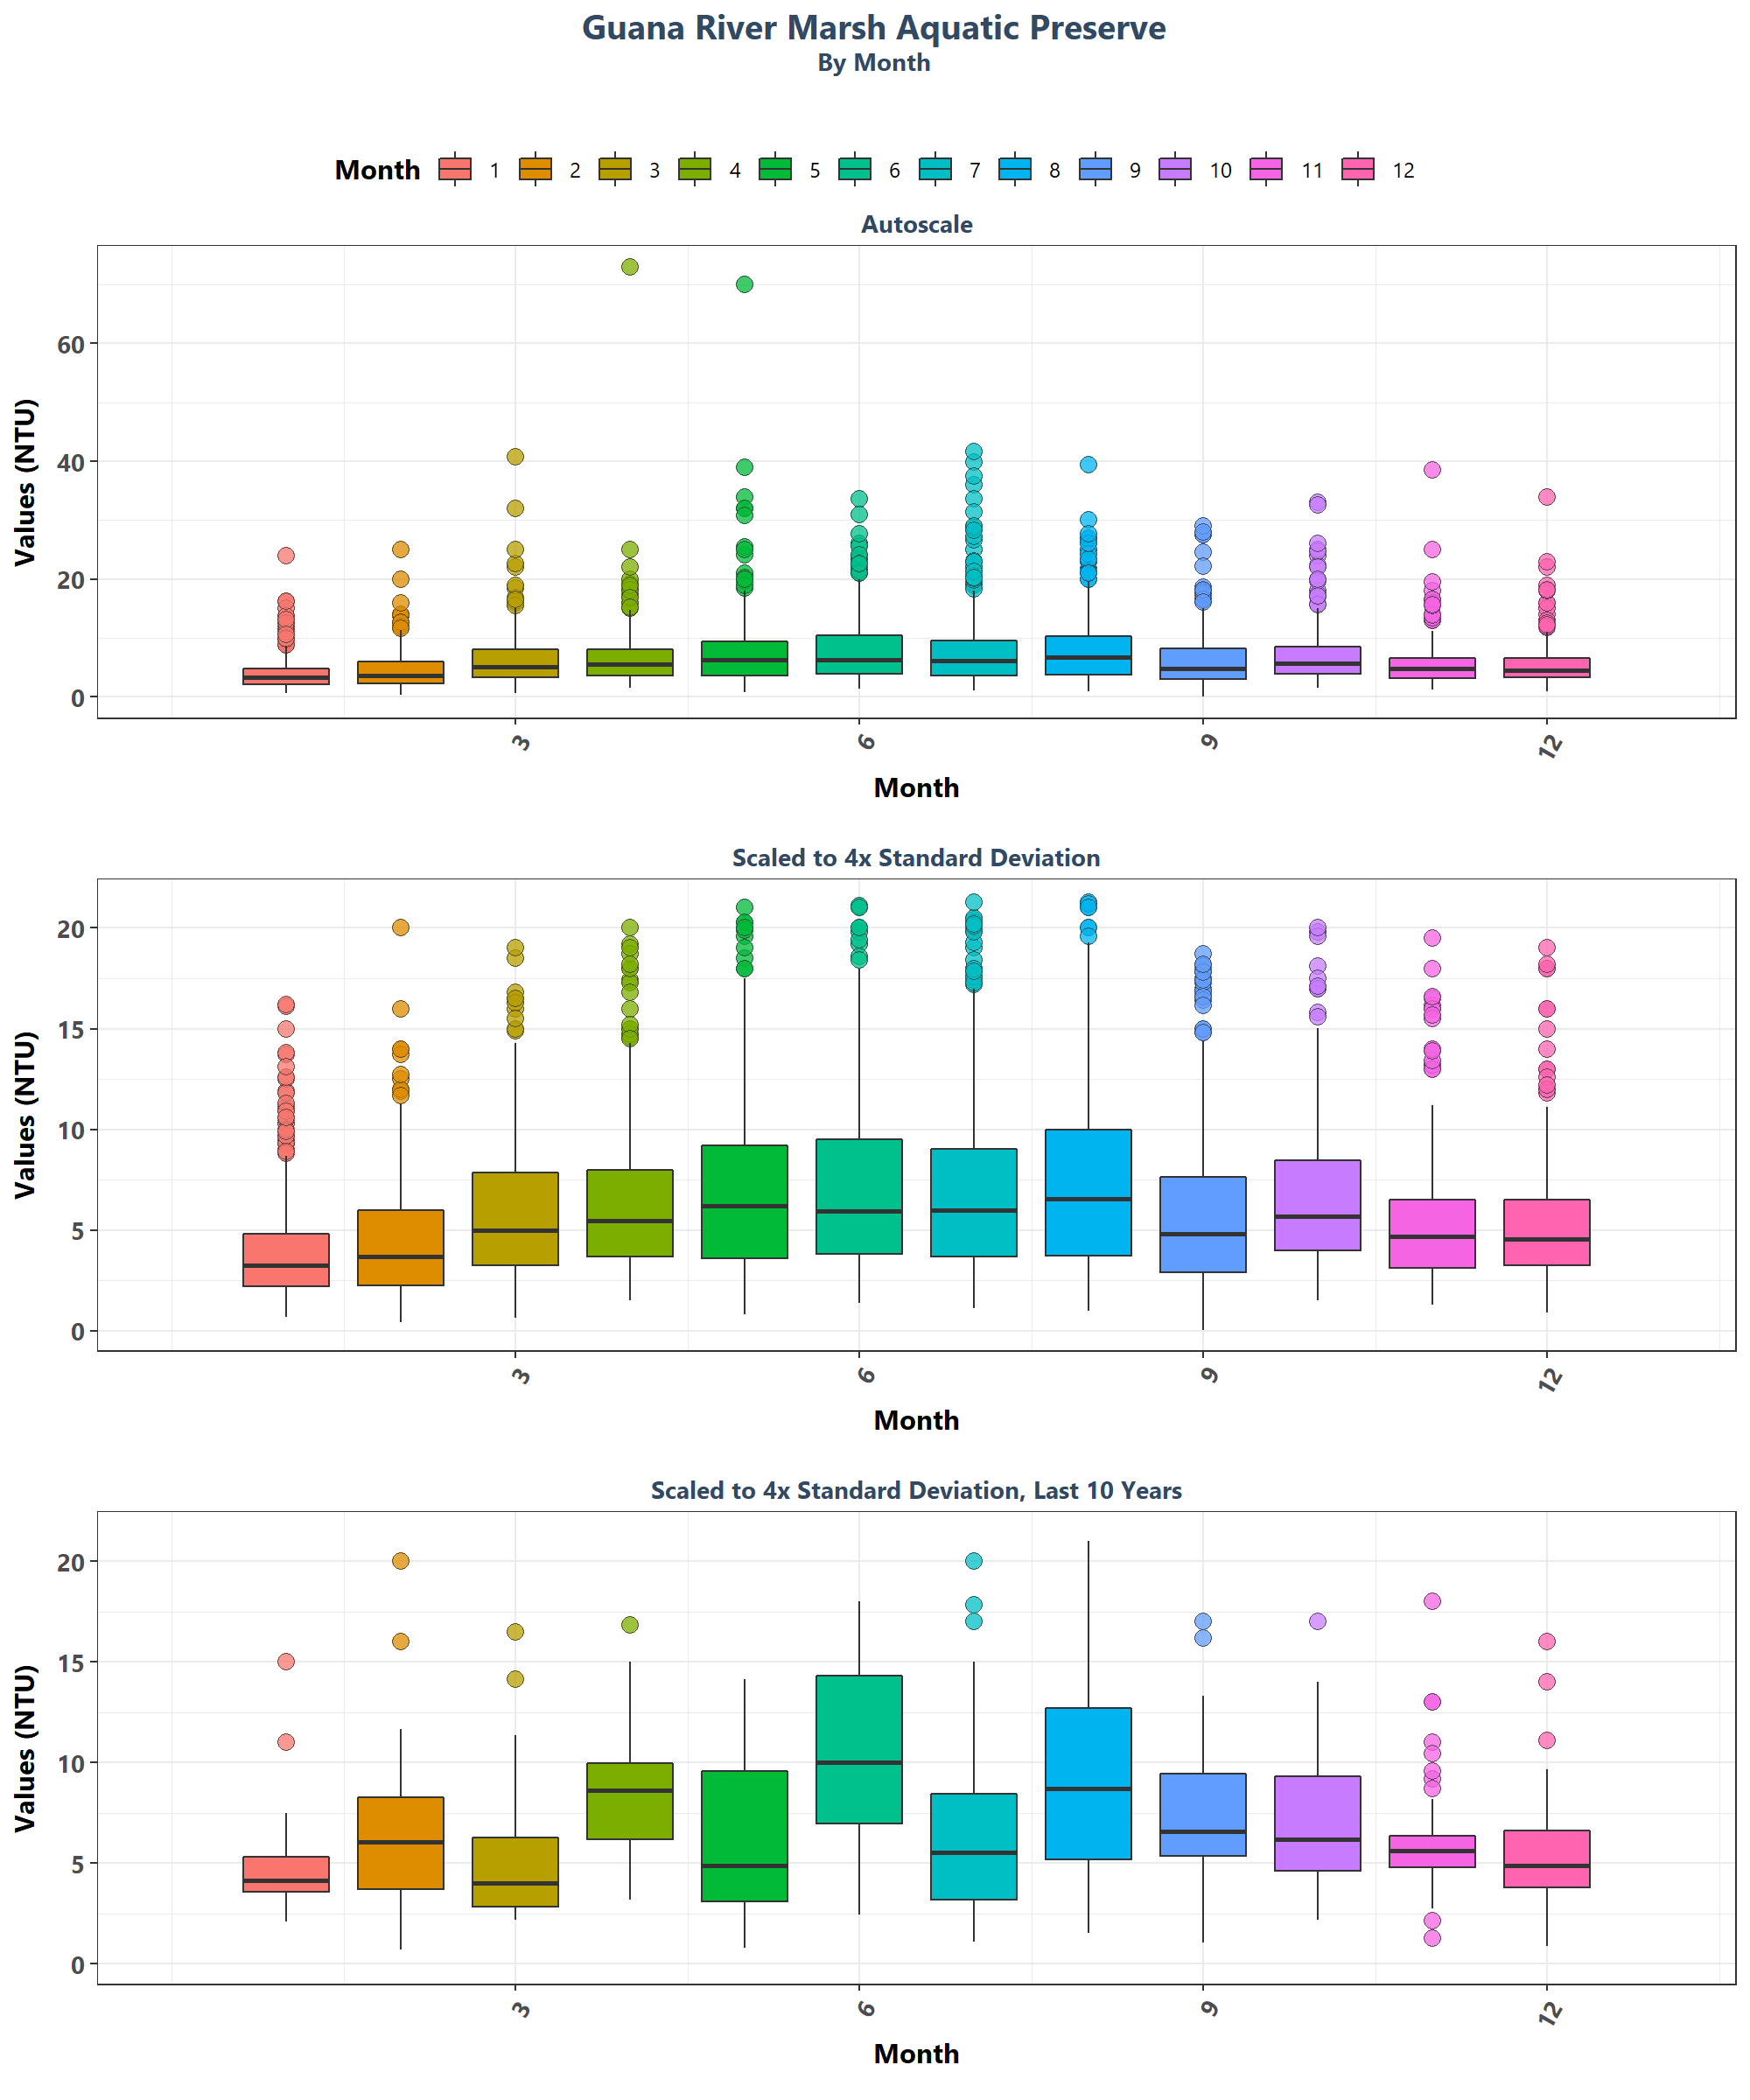 Guana River Marsh Aquatic Preserve
By Month
Month 1 2 3 4 5 6 7 8 9 10 11 12
Autoscale
Values (NTU)
60
40
20
0
3 6 9 12
Month
Scaled to 4x Standard Deviation
Values (NTU)
20
15
10
5
0
3 6 9 12
Month
Scaled to 4x Standard Deviation, Last 10 Years
Values (NTU)
20
15
10
5
0
3 6 9 12
Month